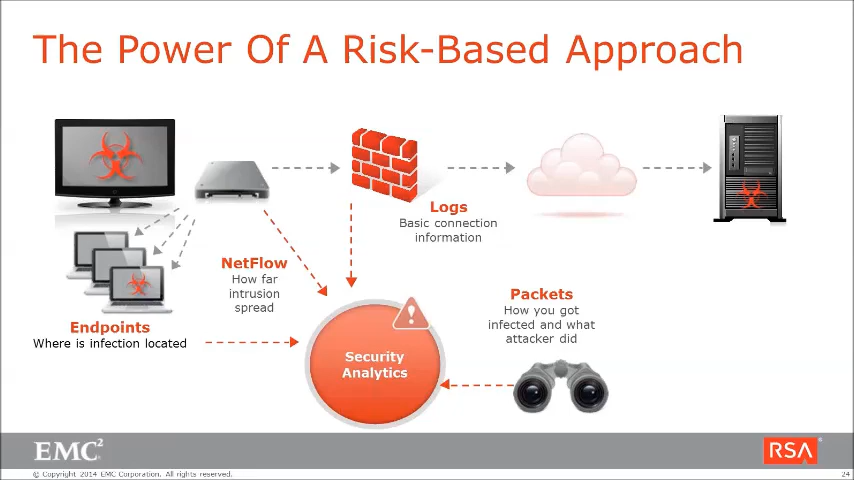 The Power Of A Risk-Based Approach
Logs
Basic connection
information
NetFlow
How far
intrusion
spread
Packets
How you got
infected and what
attacker did
Endpoints
Where is infection located
!
Security
Analytics
EMC²
RSA
© Copyright 2014 EMC Corporation. All rights reserved.
24